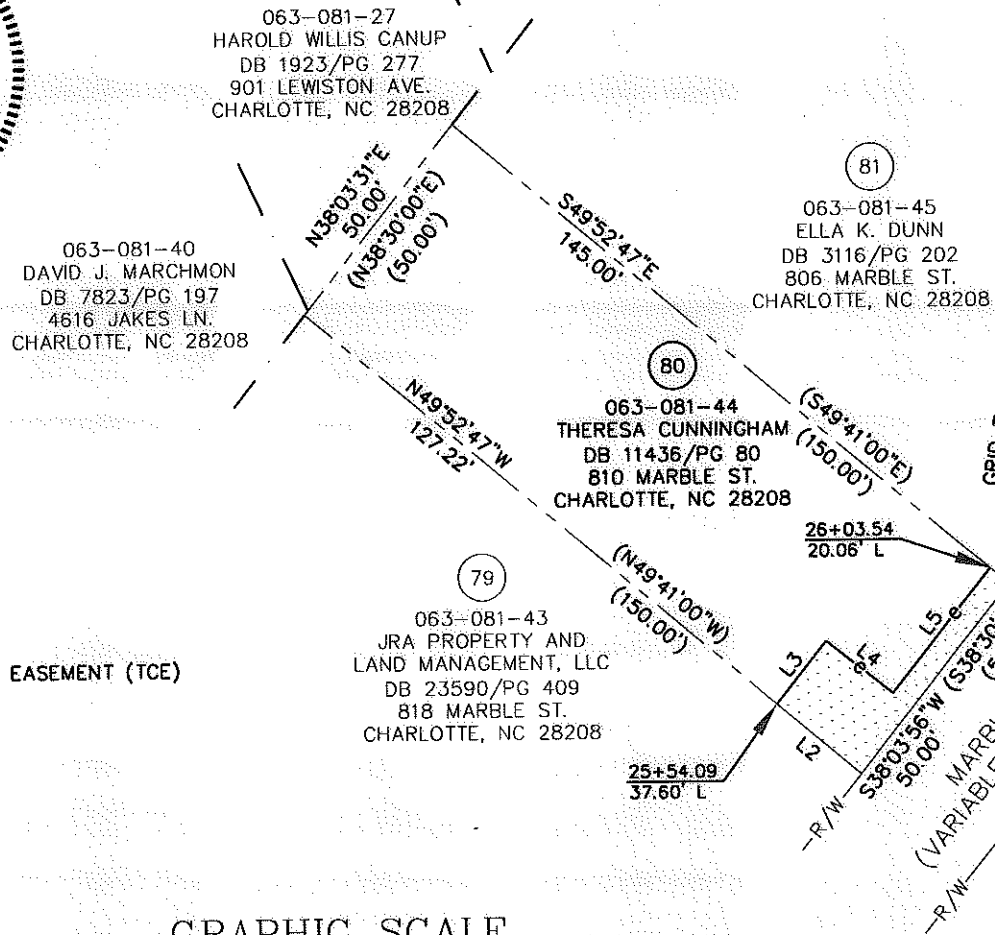 063-081-27
HAROLD WILLIS CANUP
DB 1923/PG 277
901 LEWISTON AVE.
CHARLOTTE, NC 28208
N38°03'31"E
50.00'
(N38°30'00"E)
(50.00')
S49°52'47"E
145.00'
81
063-081-45
ELLA K. DUNN
DB 3116/PG 202
806 MARBLE ST.
CHARLOTTE, NC 28208
063-081-40
DAVID J. MARCHMON
DB 7823/PG 197
4616 JAKES LN.
CHARLOTTE, NC 28208
N49°52'47"W
127.22'
80
063-081-44
THERESA CUNNINGHAM
DB 11436/PG 80
810 MARBLE ST.
CHARLOTTE, NC 28208
(S49°41'00"E)
(150.00')
26+03.54
20.06' L
79
063-081-43
JRA PROPERTY AND
LAND MANAGEMENT, LLC
DB 23590/PG 409
818 MARBLE ST.
CHARLOTTE, NC 28208
(N49°41'00"W)
(150.00')
EASEMENT (TCE)
L3
L4
e
L5
e
L2
25+54.09
37.60' L
S38°03'56"W (S38°30'
50.00' (5
MARBL
(VARIABLE
R/W
R/W
GRAPHIC SCALE